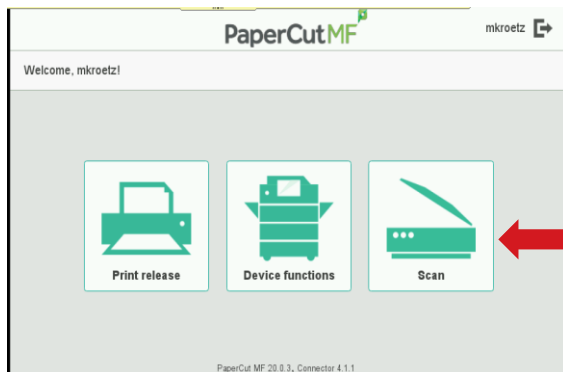 PaperCutMF
mkroetz
Welcome, mkroetz!
Print release
Device functions
Scan
PaperCut MF 20.0.3, Connector 4.1.1